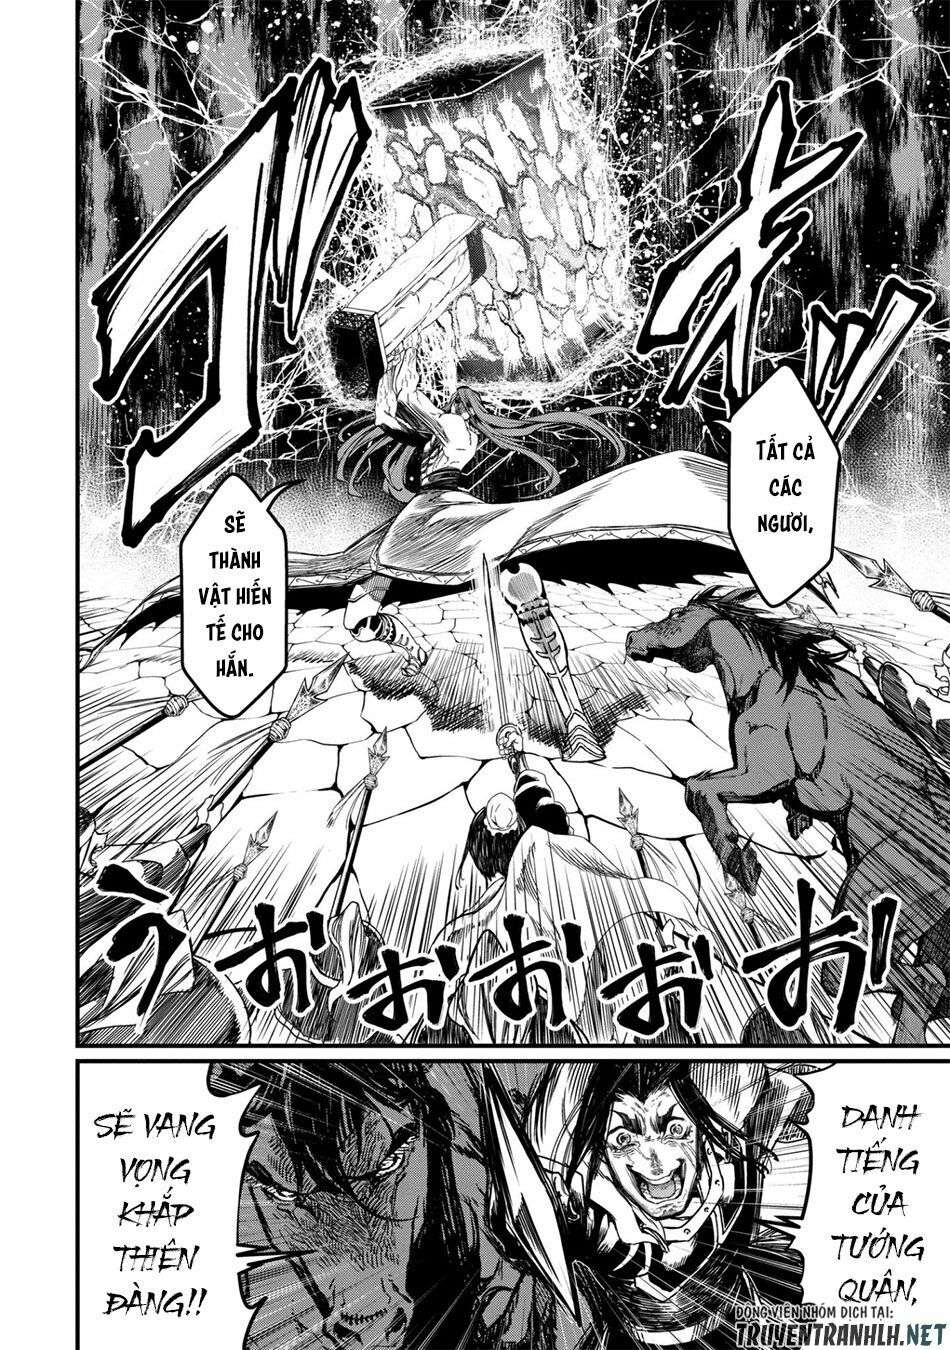 ゴオッ
TẤT CẢ
CÁC
NGƯỜI,
SẼ
THÀNH
VẬT HIẾN
TẾ CHO
HẮN.
うおおおおお
DANH
TIẾNG
CỦA
TƯỚNG
QUÂN,
SẼ VANG
VỌNG
KHẮP
THIÊN
ĐÀNG!!
ĐỘNG VIÊN NHÓM DỊCH TẠI:
TRUYENTRANHLH.NET